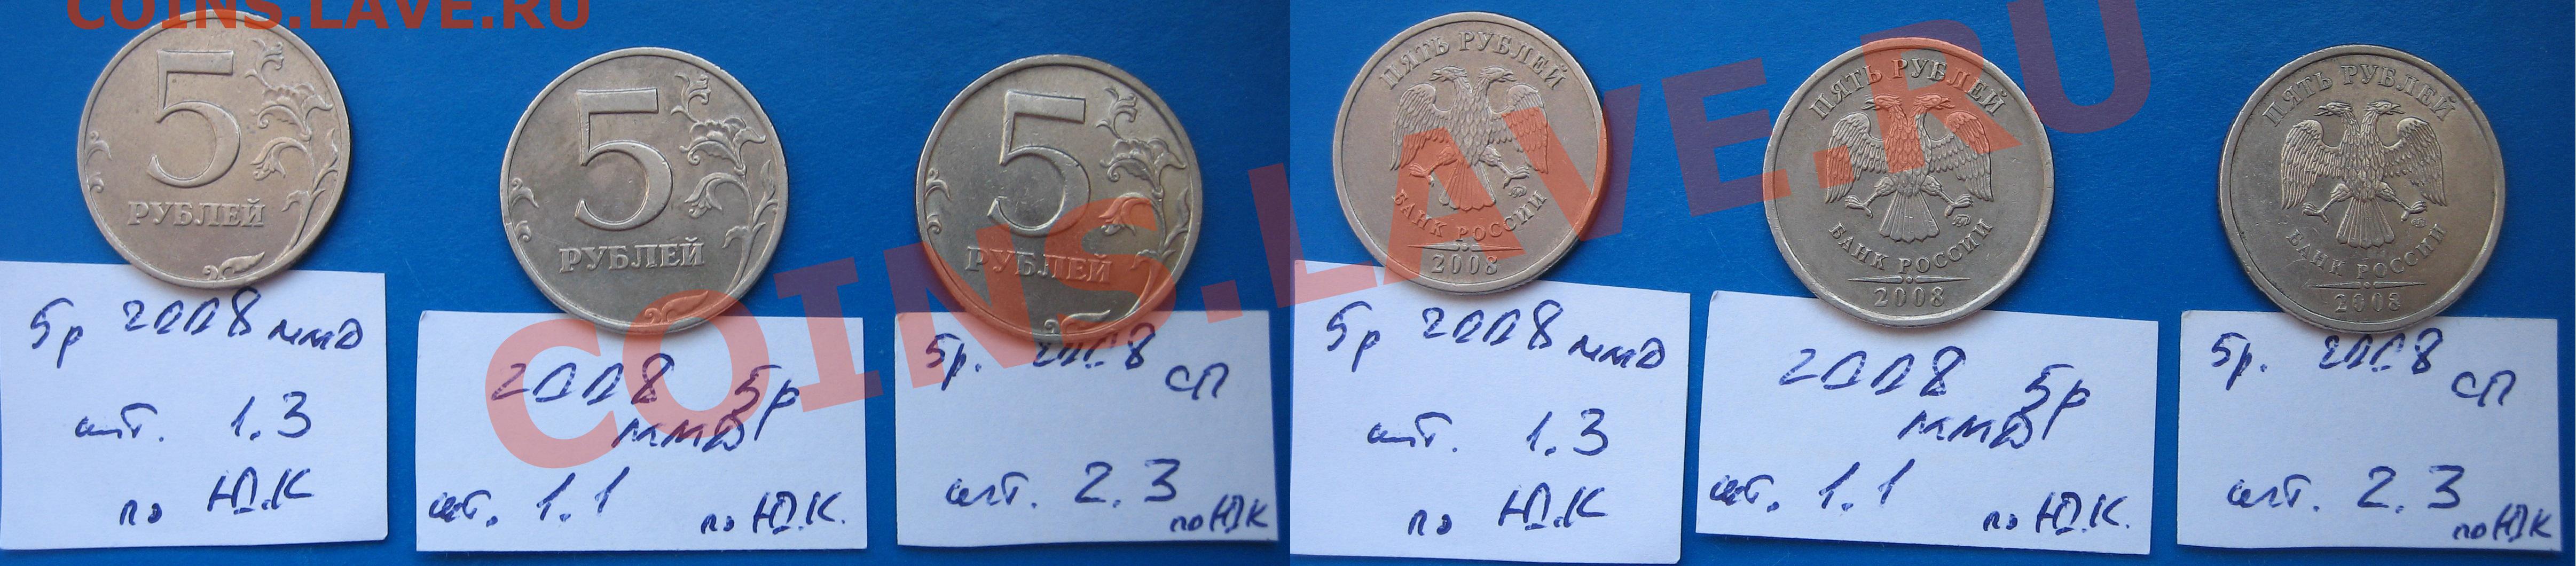 COINS.LAVE.RU
5
РУБЛЕЙ
5
РУБЛЕЙ
5
РУБЛЕЙ
ПЯТЬ РУБЛЕЙ
БАНК РОССИИ
2008
ПЯТЬ РУБЛЕЙ
БАНК РОССИИ
2008
ПЯТЬ РУБЛЕЙ
БАНК РОССИИ
2008
COINS.LAVE.RU
5р 2008 ммд
шт. 1.3
по Ю.К
2008 5р
ммд
шт. 1.1 по Ю.К.
5р. 2008
СП
шт. 2.3
по ЮК
5р 2008 ммд
шт. 1.3
по Ю.К
2008 5р
ммд
шт. 1.1 по Ю.К.
5р. 2008
СП
шт. 2.3
по ЮК